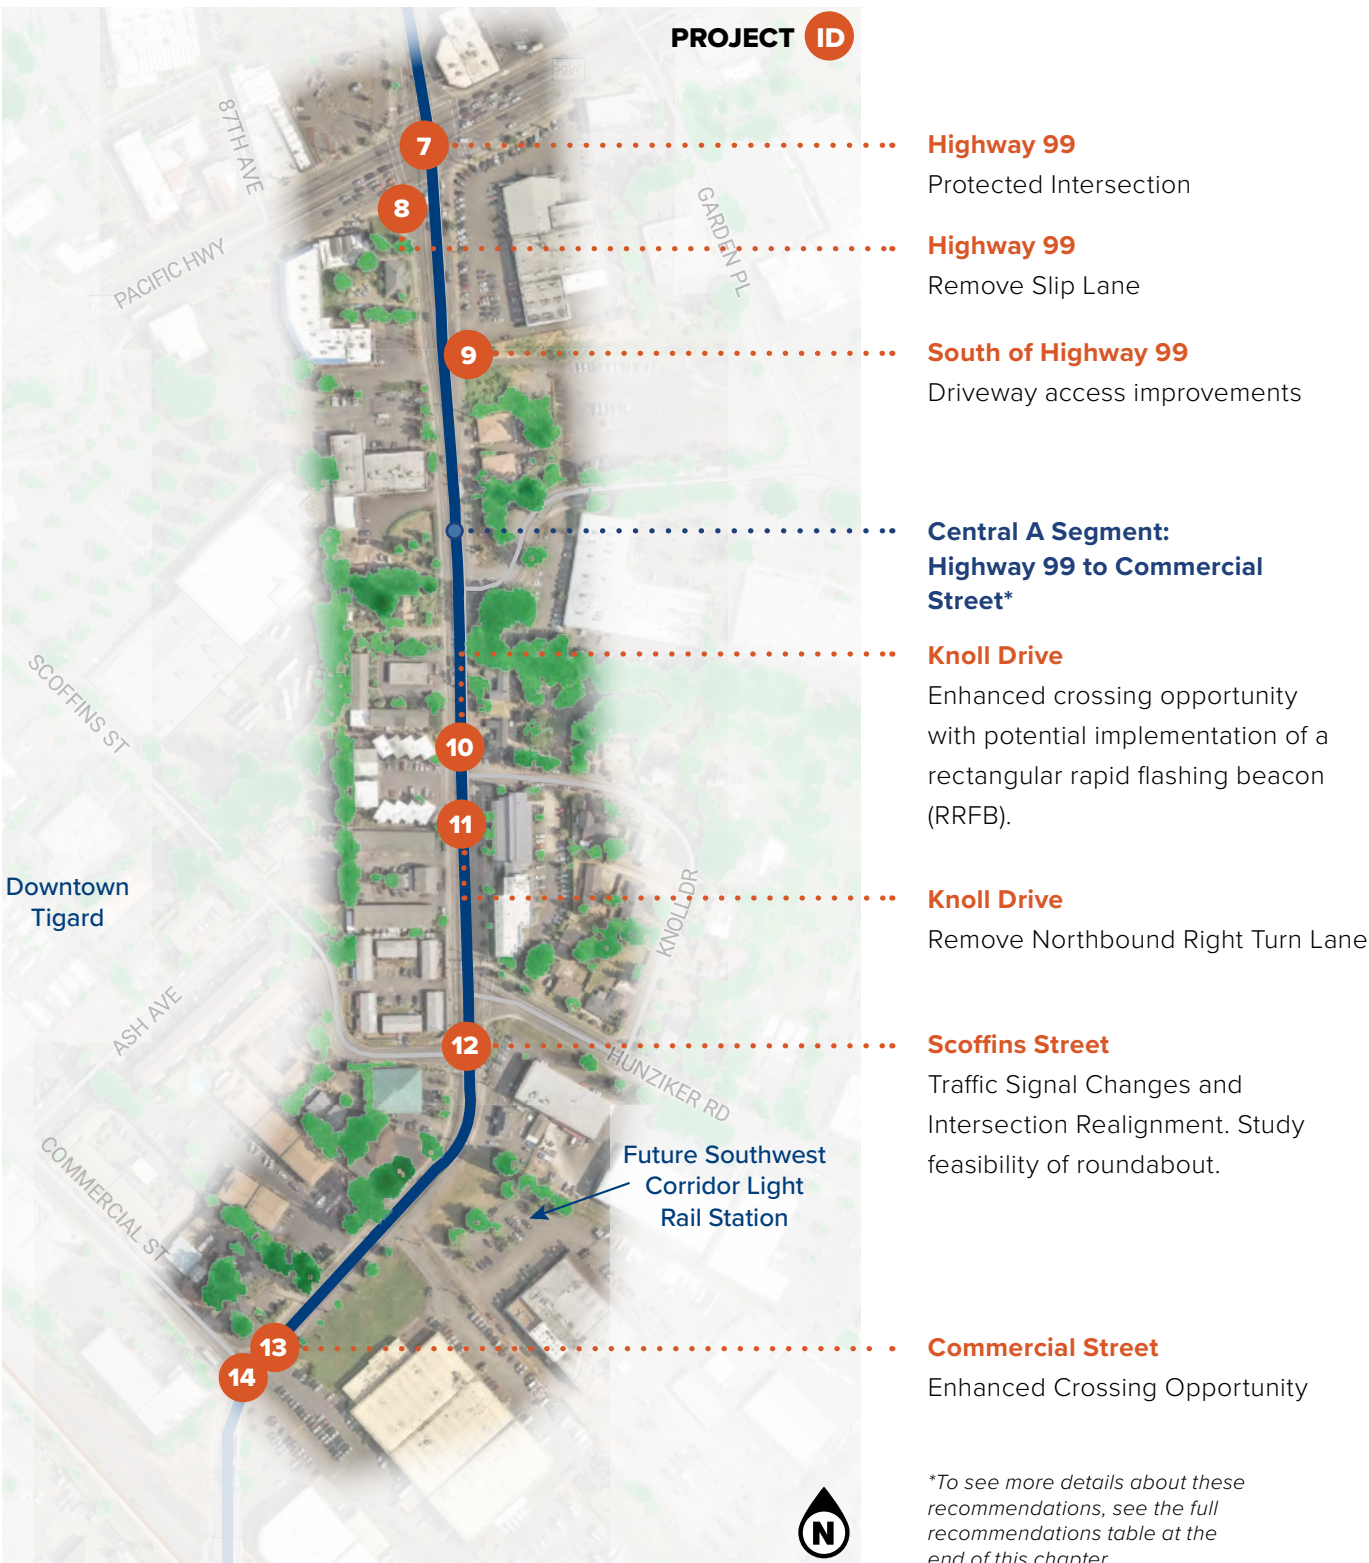 PROJECT ID
99W
87TH AVE
7
8
PACIFIC HWY
GARDEN PL
9
SCOFFINS ST
10
11
Downtown
Tigard
KNOLL DR
ASH AVE
12
HUNZIKER RD
COMMERCIAL ST
Future Southwest
Corridor Light
Rail Station
13
14
N
Highway 99
Protected Intersection
Highway 99
Remove Slip Lane
South of Highway 99
Driveway access improvements
Central A Segment:
Highway 99 to Commercial
Street*
Knoll Drive
Enhanced crossing opportunity
with potential implementation of a
rectangular rapid flashing beacon
(RRFB).
Knoll Drive
Remove Northbound Right Turn Lane
Scoffins Street
Traffic Signal Changes and
Intersection Realignment. Study
feasibility of roundabout.
Commercial Street
Enhanced Crossing Opportunity
*To see more details about these
recommendations, see the full
recommendations table at the
end of this chapter